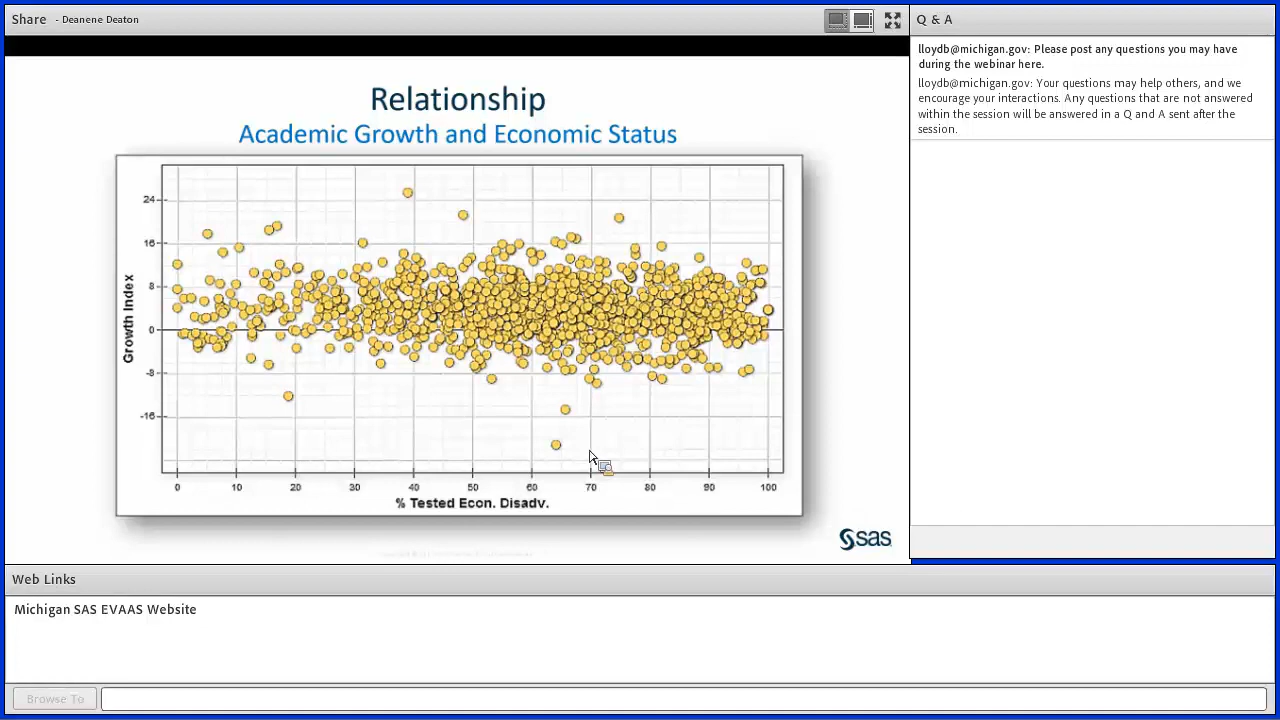 Share - Deanene Deaton
Relationship
Academic Growth and Economic Status
24
16
8
0
-8
-16
Growth Index
0 10 20 30 40 50 60 70 80 90 100
% Tested Econ. Disadv.
sas
Q & A
lloydb@michigan.gov: Please post any questions you may have
during the webinar here.
lloydb@michigan.gov: Your questions may help others, and we
encourage your interactions. Any questions that are not answered
within the session will be answered in a Q and A sent after the
session.
Web Links
Michigan SAS EVAAS Website
Browse To